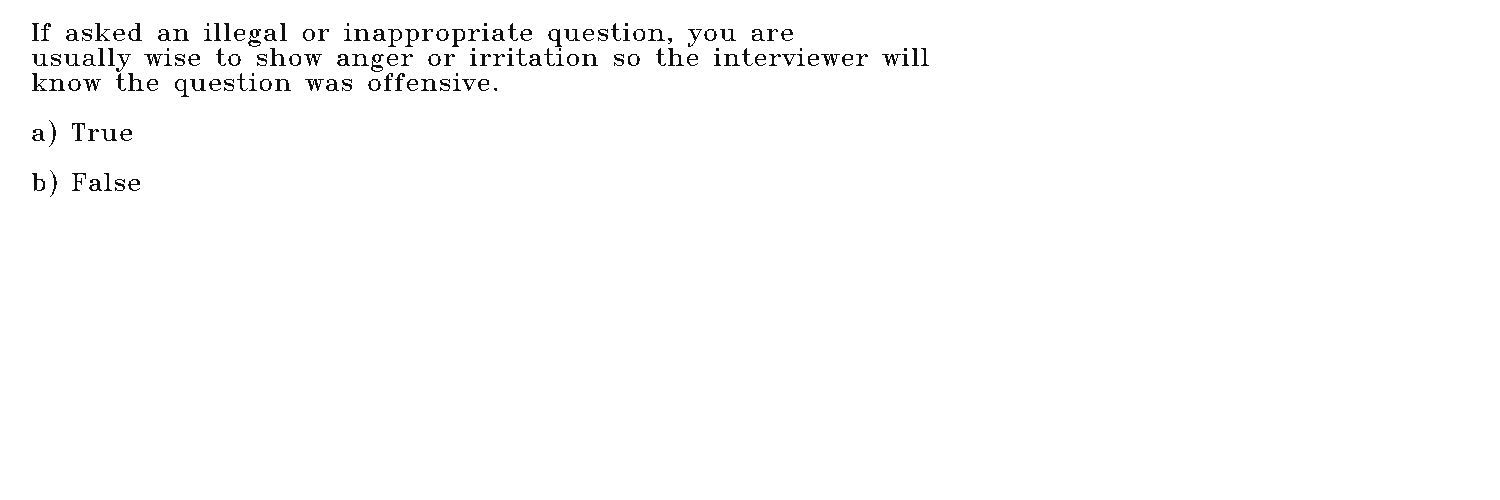 If asked an illegal or inappropriate question, you are
usually wise to show anger or irritation so the interviewer will
know the question was offensive.
a) True
b) False